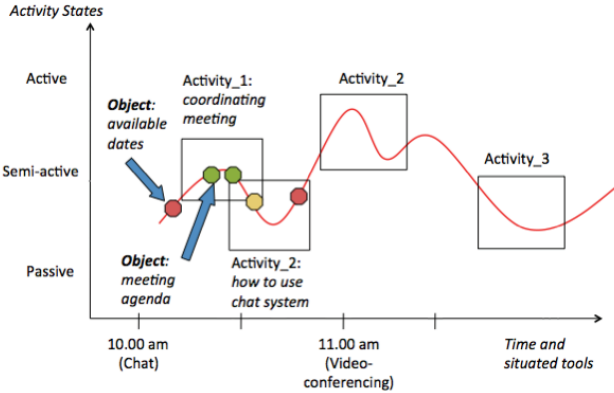 Activity States
Active
Activity_1:
coordinating
meeting
Activity_2
Object:
available
dates
Semi-active
Activity_3
Object:
meeting
agenda
Activity_2:
how to use
chat system
Passive
10.00 am
(Chat)
11.00 am
(Video-
conferencing)
Time and
situated tools